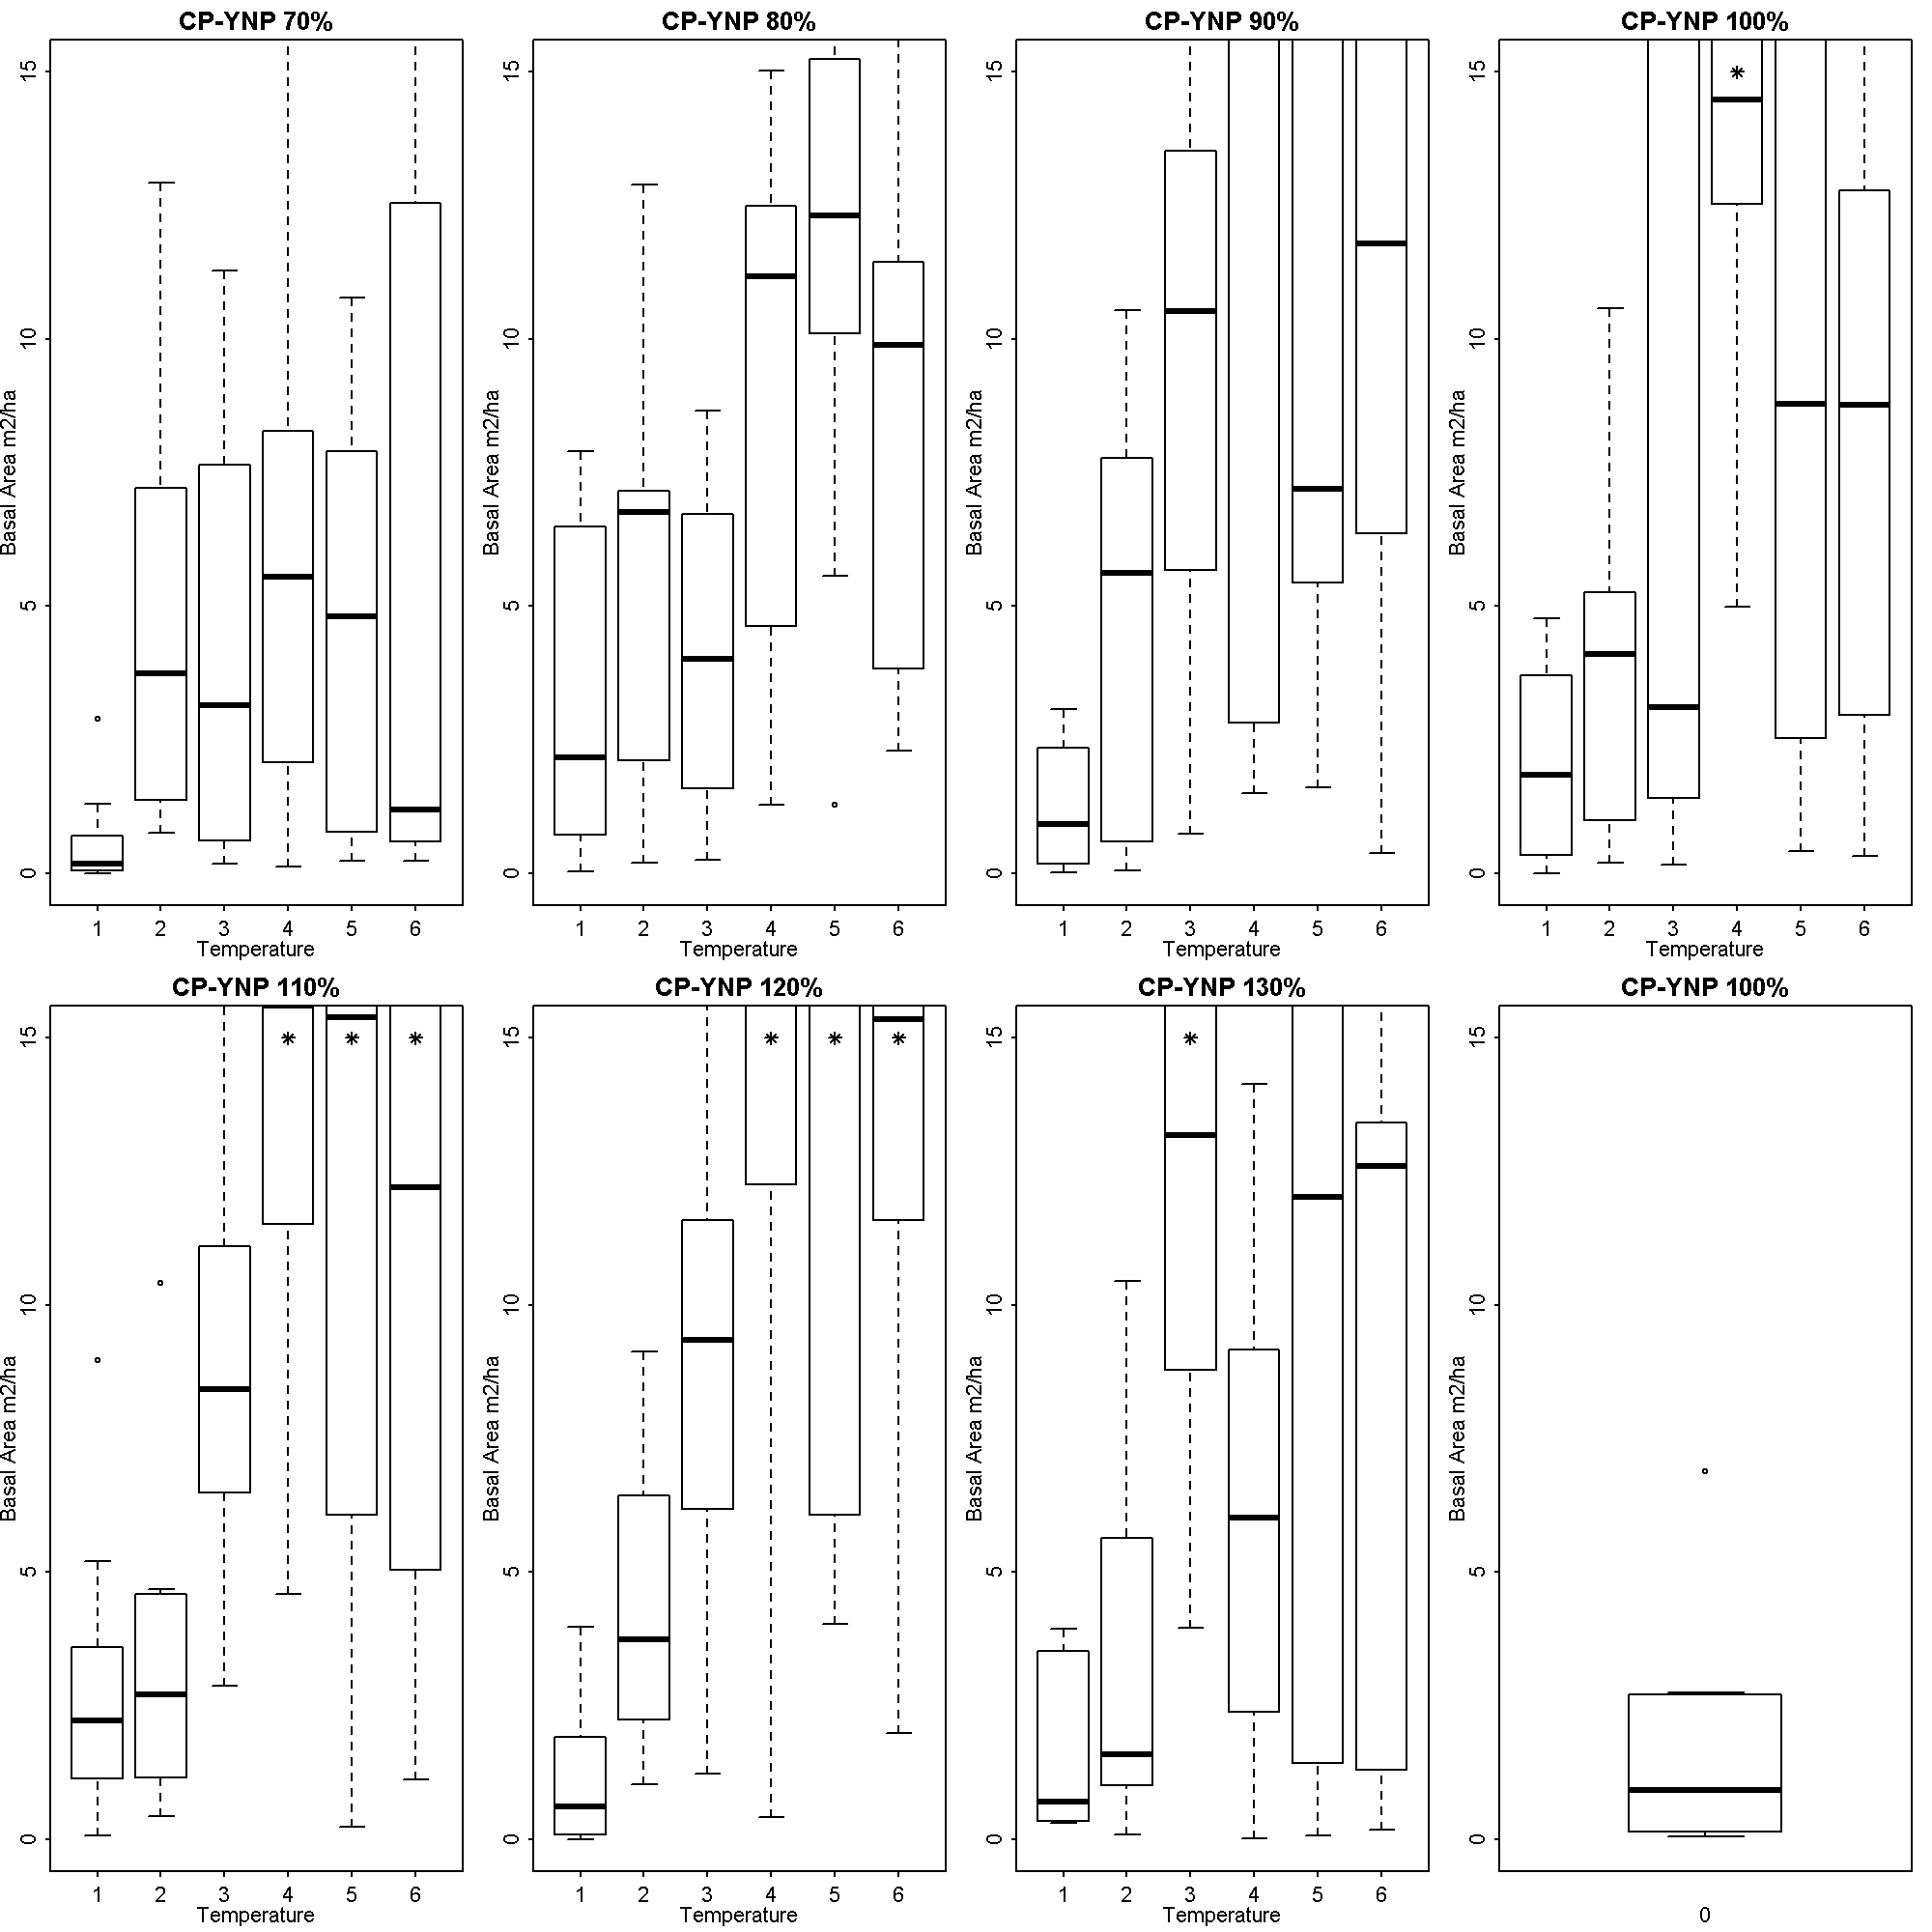 CP-YNP 70%
Basal Area m2/ha
0 5 10 15
1 2 3 4 5 6
Temperature
CP-YNP 80%
Basal Area m2/ha
0 5 10 15
1 2 3 4 5 6
Temperature
CP-YNP 90%
Basal Area m2/ha
0 5 10 15
1 2 3 4 5 6
Temperature
CP-YNP 100%
Basal Area m2/ha
0 5 10 15
1 2 3 4 5 6
Temperature
CP-YNP 110%
Basal Area m2/ha
0 5 10 15
* * *
1 2 3 4 5 6
Temperature
CP-YNP 120%
Basal Area m2/ha
0 5 10 15
* * *
1 2 3 4 5 6
Temperature
CP-YNP 130%
Basal Area m2/ha
0 5 10 15
*
1 2 3 4 5 6
Temperature
CP-YNP 100%
Basal Area m2/ha
0 5 10 15
0